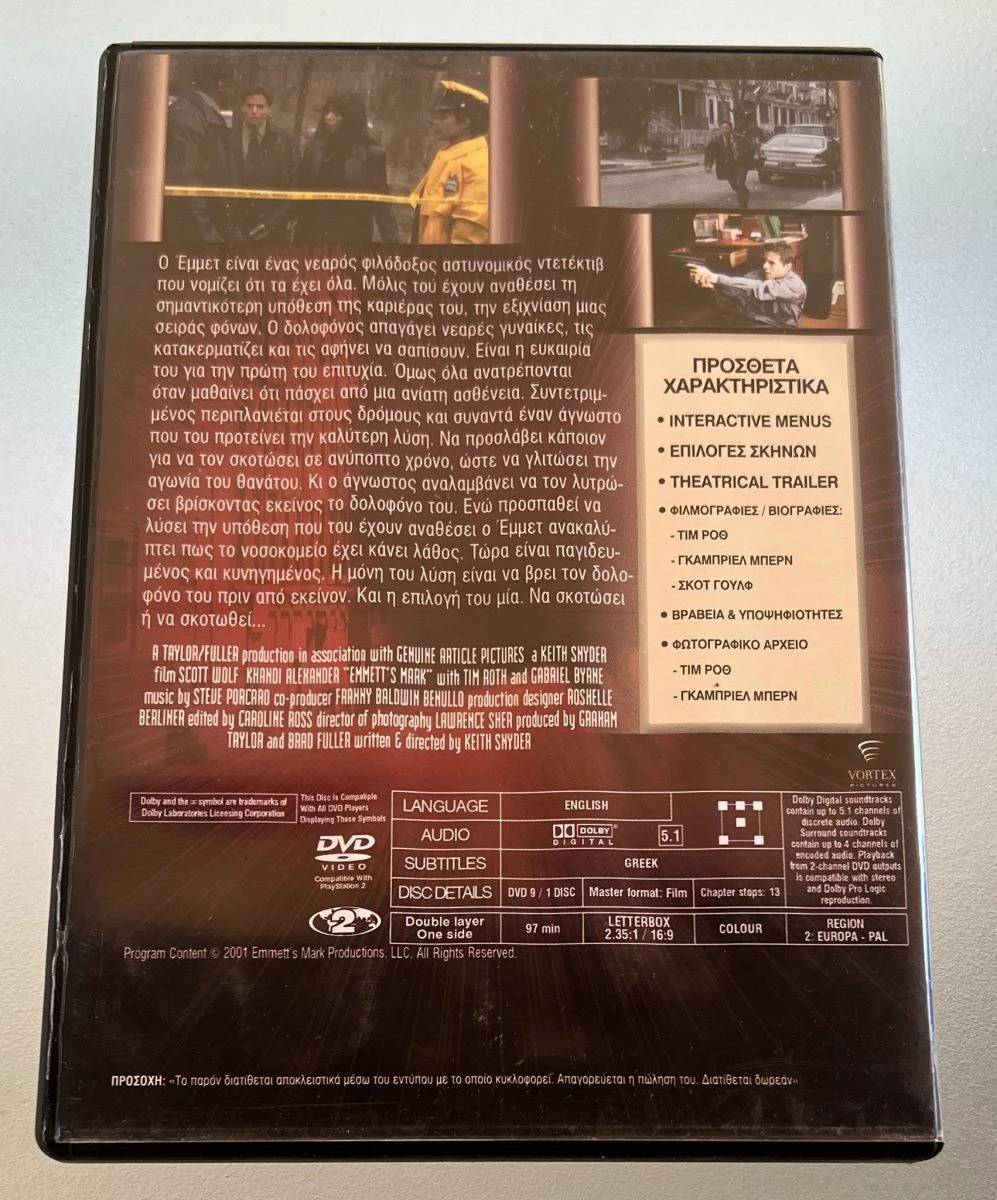 Ο Έμμετ είναι ένας νεαρός φιλόδοξος αστυνομικός ντετέκτιβ
που νομίζει ότι τα έχει όλα. Μόλις τού έχουν αναθέσει τη
σημαντικότερη υπόθεση της καριέρας του, την εξιχνίαση μιας
σειράς φόνων. Ο δολοφόνος απαγάγει νεαρές γυναίκες, τις
κατακερματίζει και τις αφήνει να σαπίσουν. Είναι η ευκαιρία
του για την πρώτη του επιτυχία. Όμως όλα ανατρέπονται
όταν μαθαίνει ότι πάσχει από μια ανίατη ασθένεια. Συντετριμ-
μένος περιπλανιέται στους δρόμους και συναντά έναν άγνωστο
που του προτείνει την καλύτερη λύση. Να προσλάβει κάποιον
για να τον σκοτώσει σε ανύποπτο χρόνο, ώστε να γλιτώσει την
αγωνία του θανάτου. Κι ο άγνωστος αναλαμβάνει να τον λυτρώ-
σει βρίσκοντας εκείνος το δολοφόνο του. Ενώ προσπαθεί να
λύσει την υπόθεση που του έχουν αναθέσει ο Έμμετ ανακαλύ-
πτει πως το νοσοκομείο έχει κάνει λάθος. Τώρα είναι παγιδευ-
μένος και κυνηγημένος. Η μόνη του λύση είναι να βρει τον δολο-
φόνο του πριν από εκείνον. Και η επιλογή του μία. Να σκοτώσει
ή να σκοτωθεί...
ΠΡΟΣΘΕΤΑ
ΧΑΡΑΚΤΗΡΙΣΤΙΚΑ
• INTERACTIVE MENUS
• ΕΠΙΛΟΓΕΣ ΣΚΗΝΩΝ
• THEATRICAL TRAILER
• ΦΙΛΜΟΓΡΑΦΙΕΣ / ΒΙΟΓΡΑΦΙΕΣ:
- ΤΙΜ ΡΟΘ
- ΓΚΑΜΠΡΙΕΛ ΜΠΕΡΝ
- ΣΚΟΤ ΓΟΥΛΦ
• ΒΡΑΒΕΙΑ & ΥΠΟΨΗΦΙΟΤΗΤΕΣ
• ΦΩΤΟΓΡΑΦΙΚΟ ΑΡΧΕΙΟ
- ΤΙΜ ΡΟΘ
- ΓΚΑΜΠΡΙΕΛ ΜΠΕΡΝ
A TAYLOR/FULLER production in association with GENUINE ARTICLE PICTURES a KEITH SNYDER
film SCOTT WOLF KHANDI ALEXANDER "EMMETT'S MARK" with TIM ROTH and GABRIEL BYRNE
music by STEVE PORCARO co-producer FRANNY BALDWIN BENULLO production designer ROSHELLE
BERLINER edited by CAROLINE ROSS director of photography LAWRENCE SHER produced by GRAHAM
TAYLOR and BRAD FULLER written & directed by KEITH SNYDER
VORTEX
PICTURES
Dolby and the symbol are trademarks of
Dolby Laboratories Licensing Corporation
This Disc is Compatiple
With All DVD Players
Displaying These Symbols
DVD
VIDEO
Compatible With
PlayStation 2
2
LANGUAGE ENGLISH
AUDIO DOLBY DIGITAL 5.1
SUBTITLES GREEK
DISC DETAILS DVD 9 / 1 DISC Master format: Film Chapter stops: 13
Double layer
One side
97 min
LETTERBOX
2.35:1 / 16:9
COLOUR
REGION
2: EUROPA - PAL
Dolby Digital soundtracks
contain up to 5.1 channels of
discrete audio. Dolby
Surround soundtracks
contain up to 4 channels of
encoded audio. Playback
from 2-channel DVD outputs
is compatible with stereo
and Dolby Pro Logic
reproduction.
Program Content © 2001 Emmett's Mark Productions, LLC. All Rights Reserved.
ΠΡΟΣΟΧΗ: «Το παρόν διατίθεται αποκλειστικά μέσω του εντύπου με το οποίο κυκλοφορεί. Απαγορεύεται η πώληση του. Διατίθεται δωρεάν»